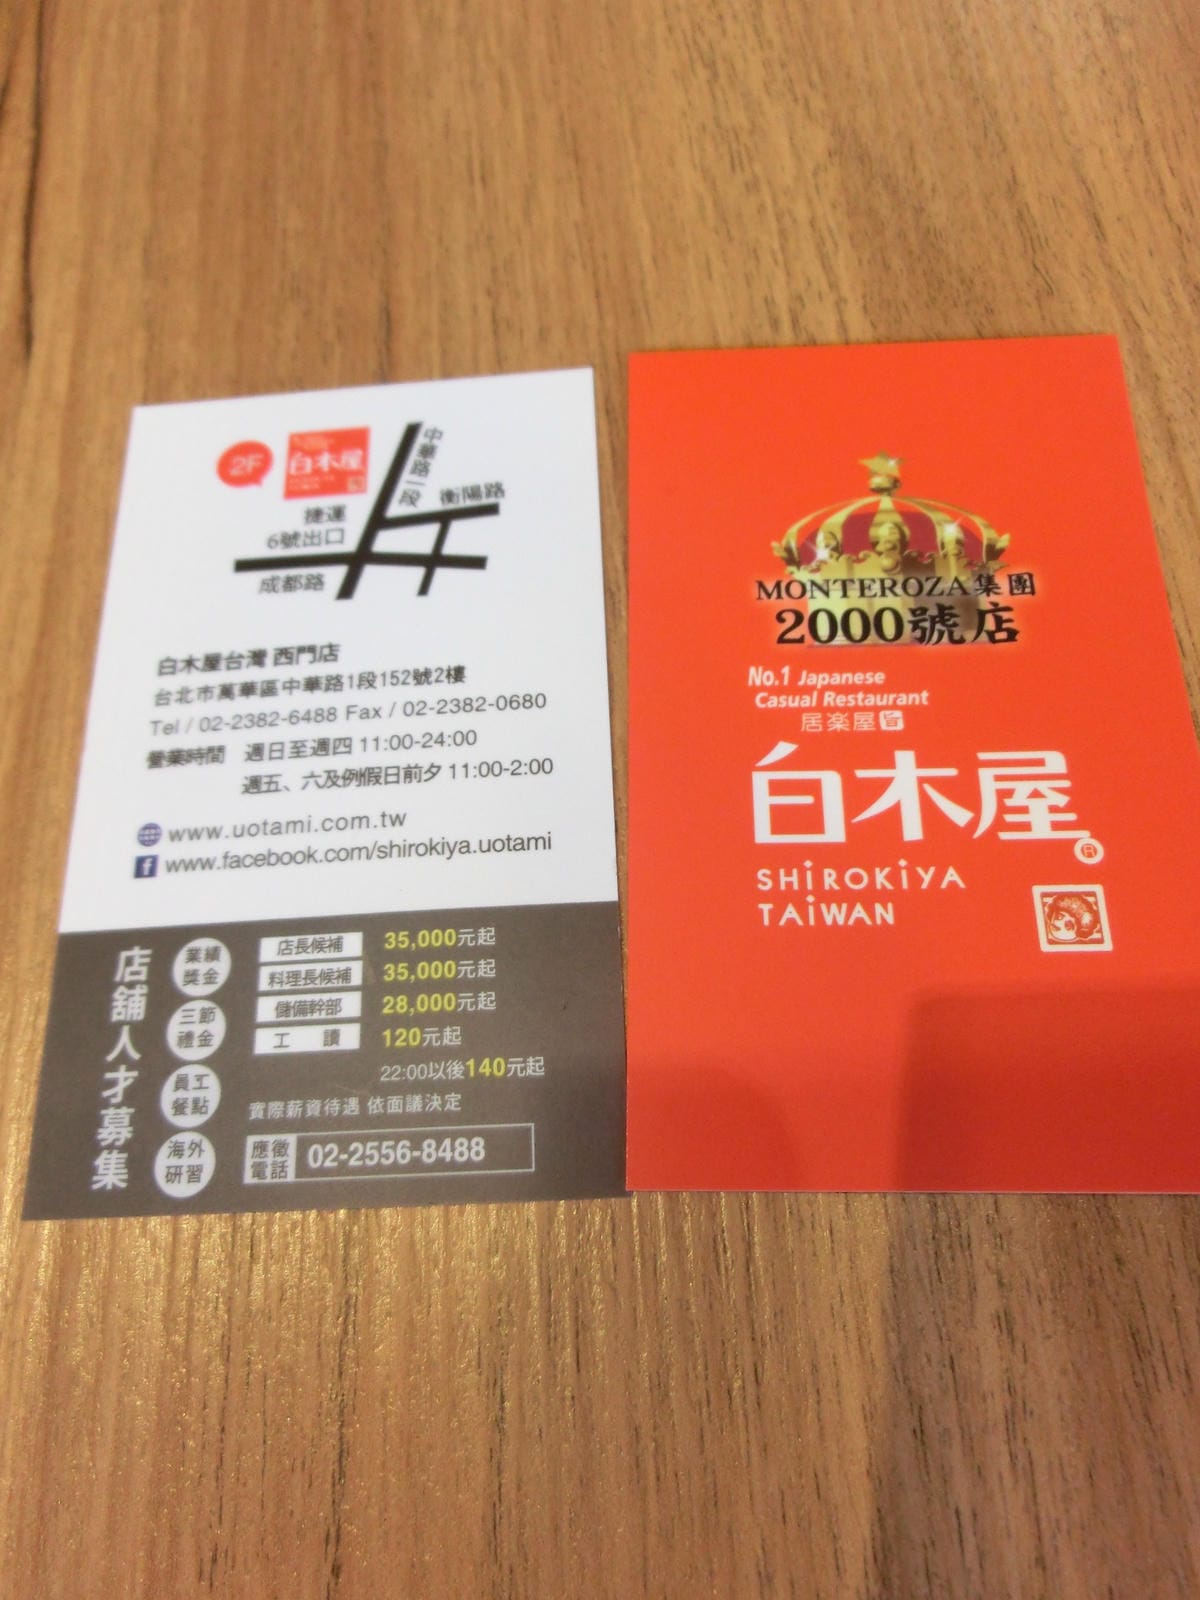 2F
白木屋
中華路一段
衡陽路
捷運
6號出口
成都路
白木屋台灣 西門店
台北市萬華區中華路1段152號2樓
Tel / 02-2382-6488 Fax / 02-2382-0680
營業時間 週日至週四 11:00-24:00
週五、六及例假日前夕 11:00-2:00
www.uotami.com.tw
www.facebook.com/shirokiya.uotami
店舖人才募集
業績
獎金
三節
禮金
員工
餐點
海外
研習
店長候補 35,000元起
料理長候補 35,000元起
儲備幹部 28,000元起
工讀 120元起
22:00以後140元起
實際薪資待遇 依面議決定
應徵
電話 02-2556-8488
MONTEROZA集團
2000號店
No.1 Japanese
Casual Restaurant
居楽屋 旨
白木屋®
SHiROKiYA
TAiWAN